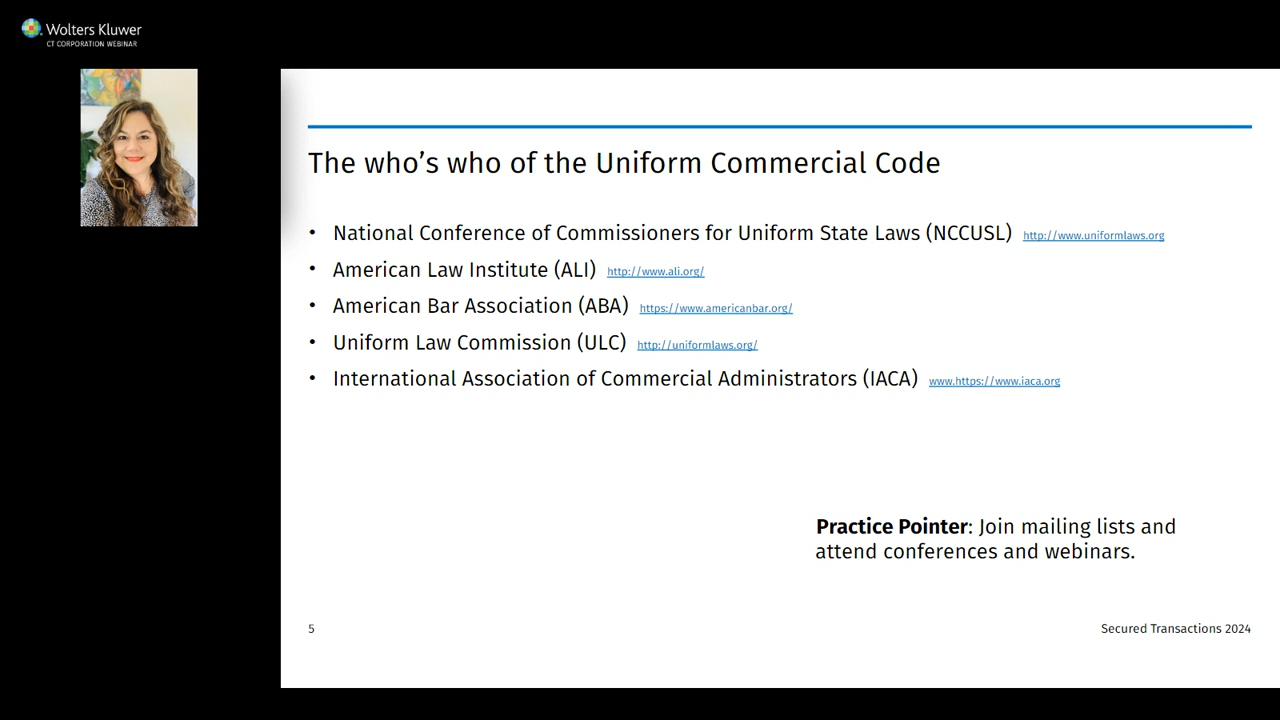 Wolters Kluwer
CT CORPORATION WEBINAR
The who’s who of the Uniform Commercial Code
• National Conference of Commissioners for Uniform State Laws (NCCUSL) http://www.uniformlaws.org
• American Law Institute (ALI) http://www.ali.org/
• American Bar Association (ABA) https://www.americanbar.org/
• Uniform Law Commission (ULC) http://uniformlaws.org/
• International Association of Commercial Administrators (IACA) www.https://www.iaca.org
Practice Pointer: Join mailing lists and
attend conferences and webinars.
5
Secured Transactions 2024